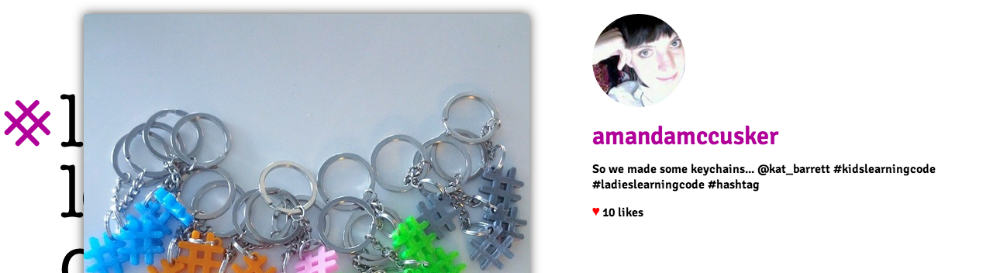 l
l
amandamccusker
So we made some keychains... @kat_barrett #kidslearningcode
#ladieslearningcode #hashtag
♥ 10 likes